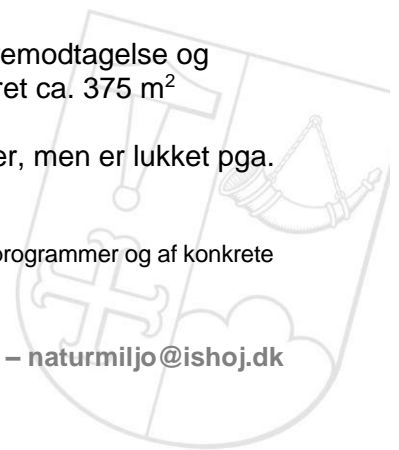 emodtagelse og
ret ca. 375 m²
er, men er lukket pga.
programmer og af konkrete
– naturmiljo@ishoj.dk